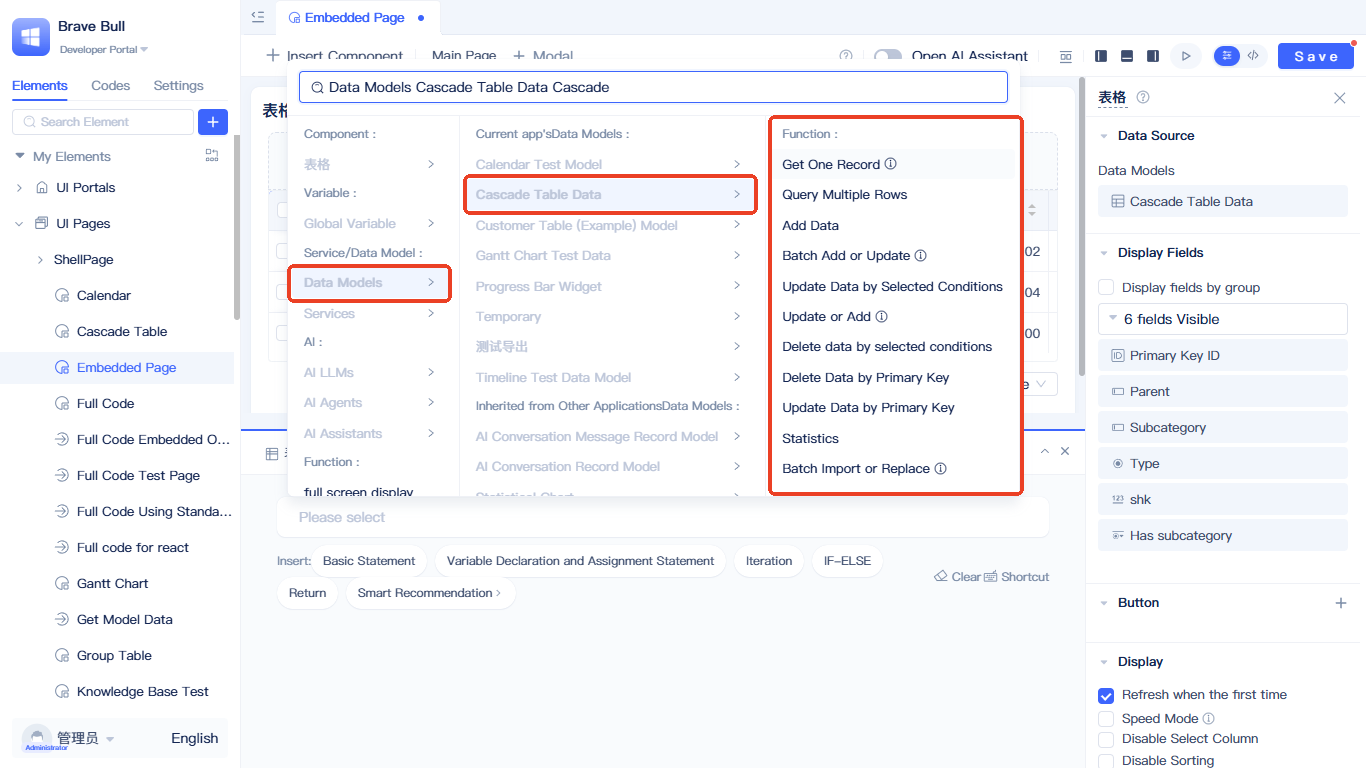 Brave Bull
Developer Portal
Elements
Codes
Settings
Search Element
My Elements
UI Portals
UI Pages
ShellPage
Calendar
Cascade Table
Embedded Page
Full Code
Full Code Embedded O...
Full Code Test Page
Full Code Using Standa...
Full code for react
Gantt Chart
Get Model Data
Group Table
Knowledge Base Test
Administrator
管理员
English
Embedded Page
Insert Component
Main Page
Modal
Open AI Assistant
Save
Data Models Cascade Table Data Cascade
Component :
表格
Variable :
Global Variable
Service/Data Model :
Data Models
Services
AI :
AI LLMs
AI Agents
AI Assistants
Function :
full screen display
Current app'sData Models :
Calendar Test Model
Cascade Table Data
Customer Table (Example) Model
Gantt Chart Test Data
Progress Bar Widget
Temporary
测试导出
Timeline Test Data Model
Inherited from Other ApplicationsData Models :
AI Conversation Message Record Model
AI Conversation Record Model
Statistical Chart
Function :
Get One Record
Query Multiple Rows
Add Data
Batch Add or Update
Update Data by Selected Conditions
Update or Add
Delete data by selected conditions
Delete Data by Primary Key
Update Data by Primary Key
Statistics
Batch Import or Replace
02
04
00
Please select
Insert:
Basic Statement
Variable Declaration and Assignment Statement
Iteration
IF-ELSE
Return
Smart Recommendation
Clear
Shortcut
表格
Data Source
Data Models
Cascade Table Data
Display Fields
Display fields by group
6 fields Visible
Primary Key ID
Parent
Subcategory
Type
shk
Has subcategory
Button
Display
Refresh when the first time
Speed Mode
Disable Select Column
Disable Sorting